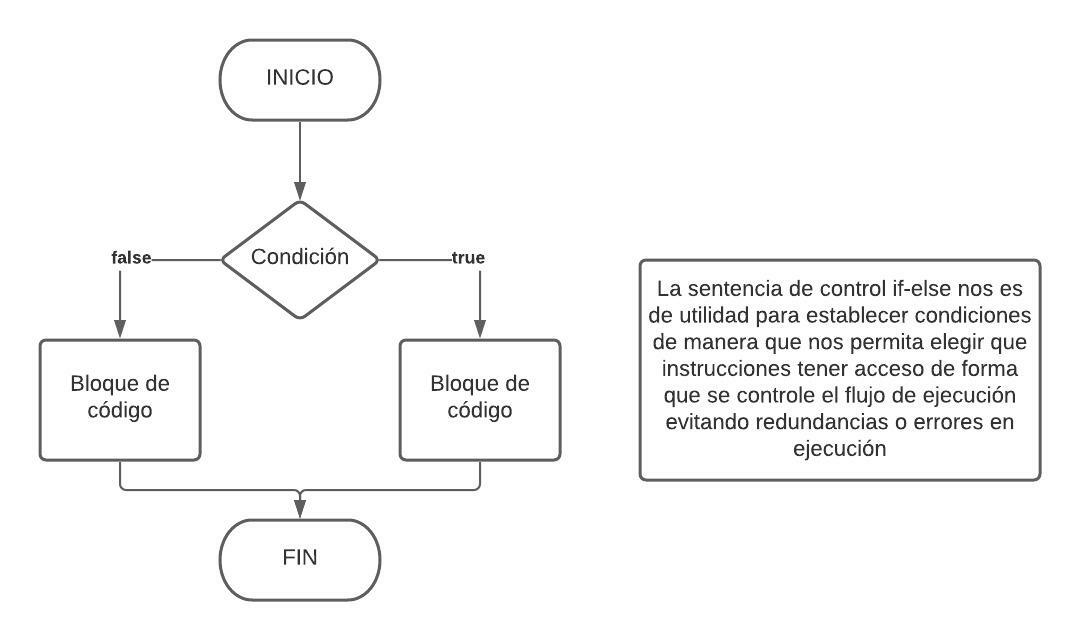 INICIO
Condición
false
true
Bloque de
código
Bloque de
código
FIN
La sentencia de control if-else nos es
de utilidad para establecer condiciones
de manera que nos permita elegir que
instrucciones tener acceso de forma
que se controle el flujo de ejecución
evitando redundancias o errores en
ejecución